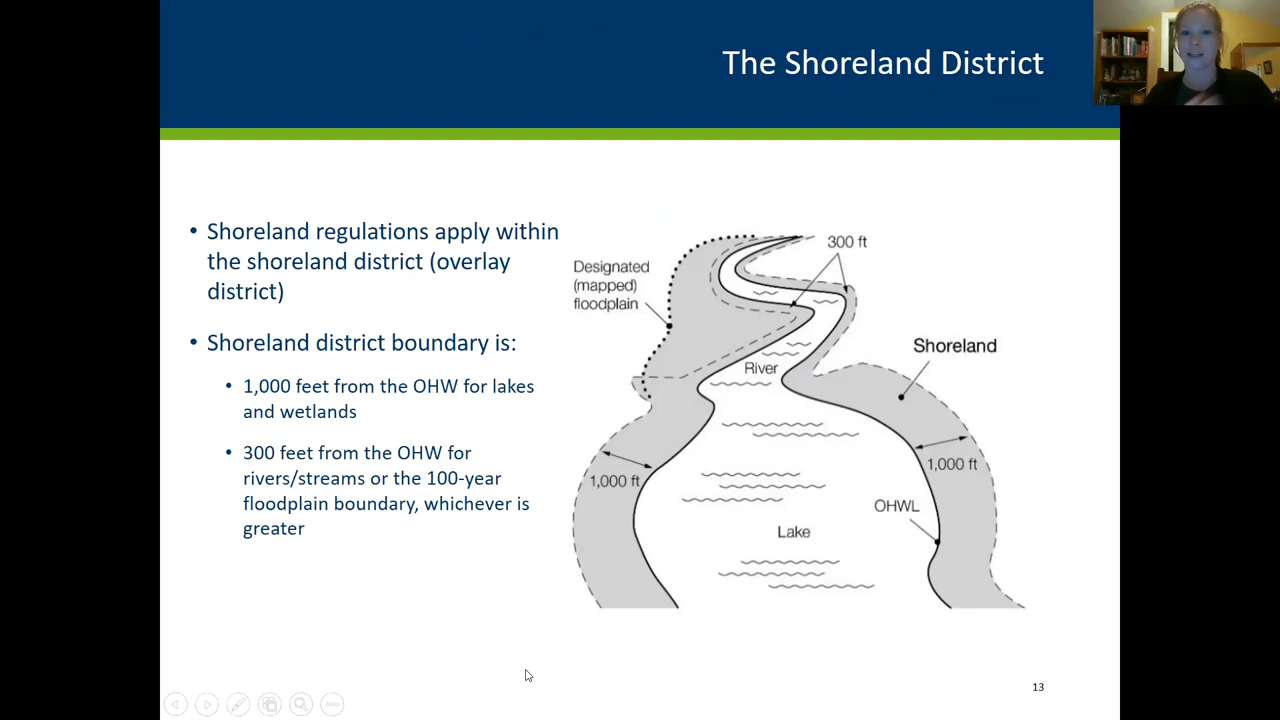 The Shoreland District
• Shoreland regulations apply within
the shoreland district (overlay
district)
• Shoreland district boundary is:
• 1,000 feet from the OHW for lakes
and wetlands
• 300 feet from the OHW for
rivers/streams or the 100-year
floodplain boundary, whichever is
greater
300 ft
Designated
(mapped)
floodplain
Shoreland
River
1,000 ft
1,000 ft
OHWL
Lake
13